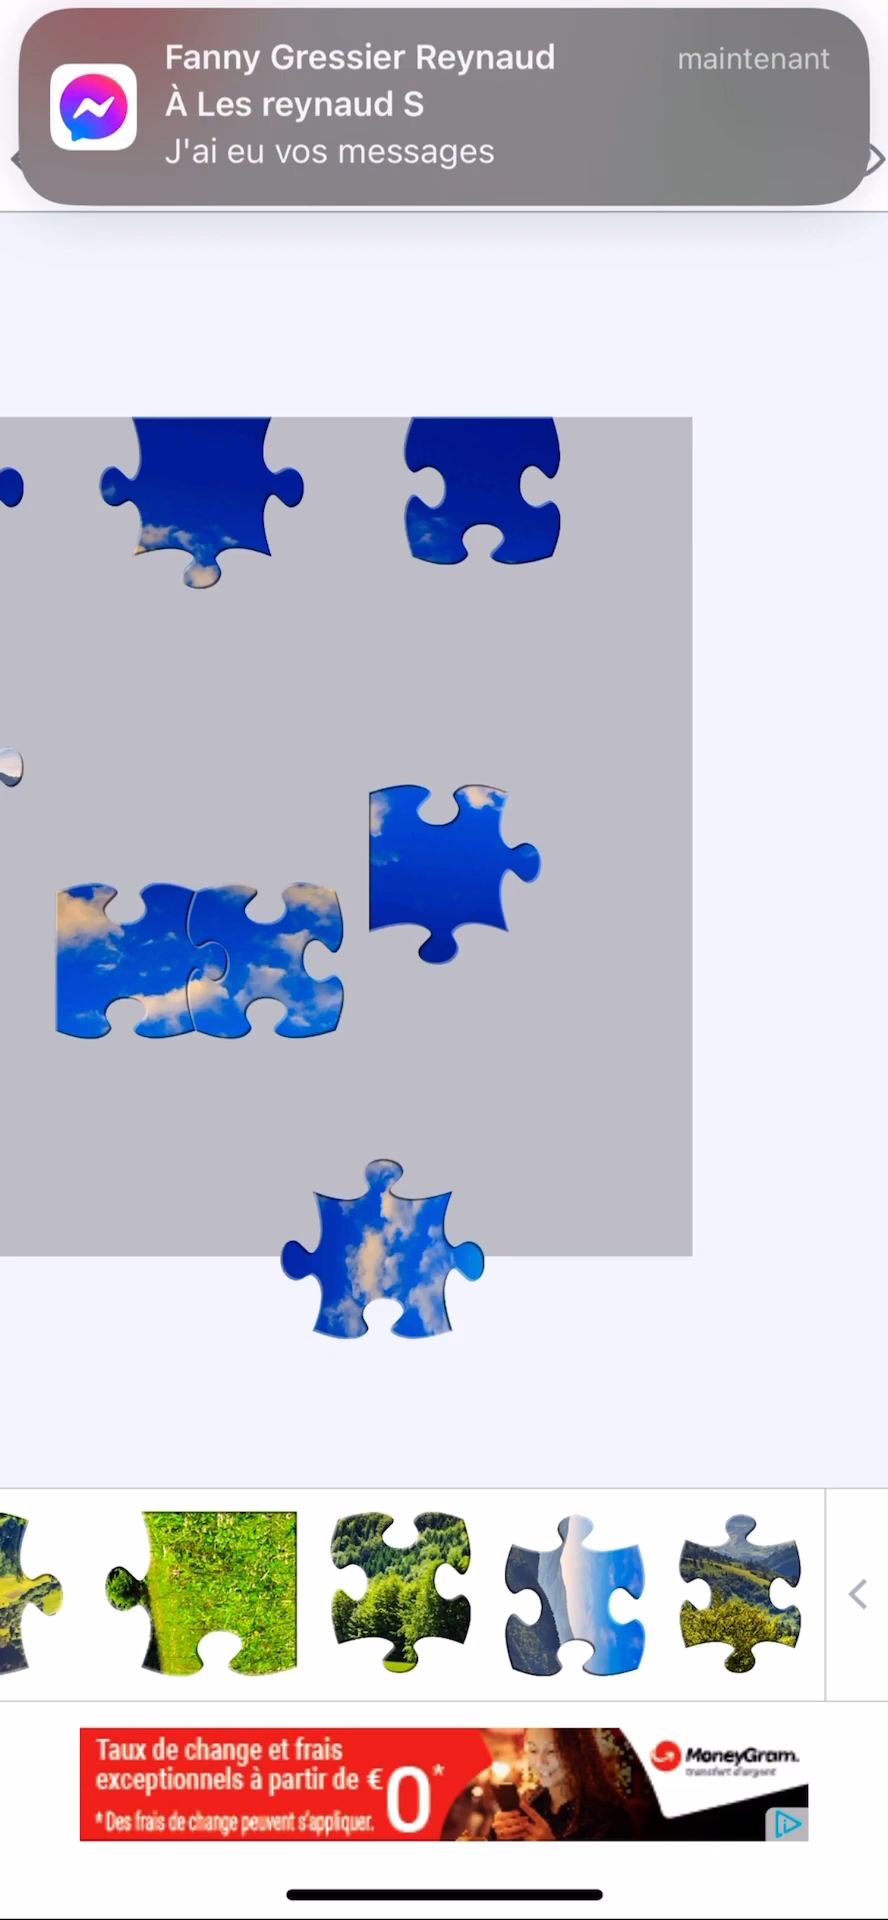 Fanny Gressier Reynaud
maintenant
À Les reynaud S
J'ai eu vos messages
Taux de change et frais
exceptionnels à partir de € 0*
* Des frais de change peuvent s'appliquer.
MoneyGram.
transfert d'argent